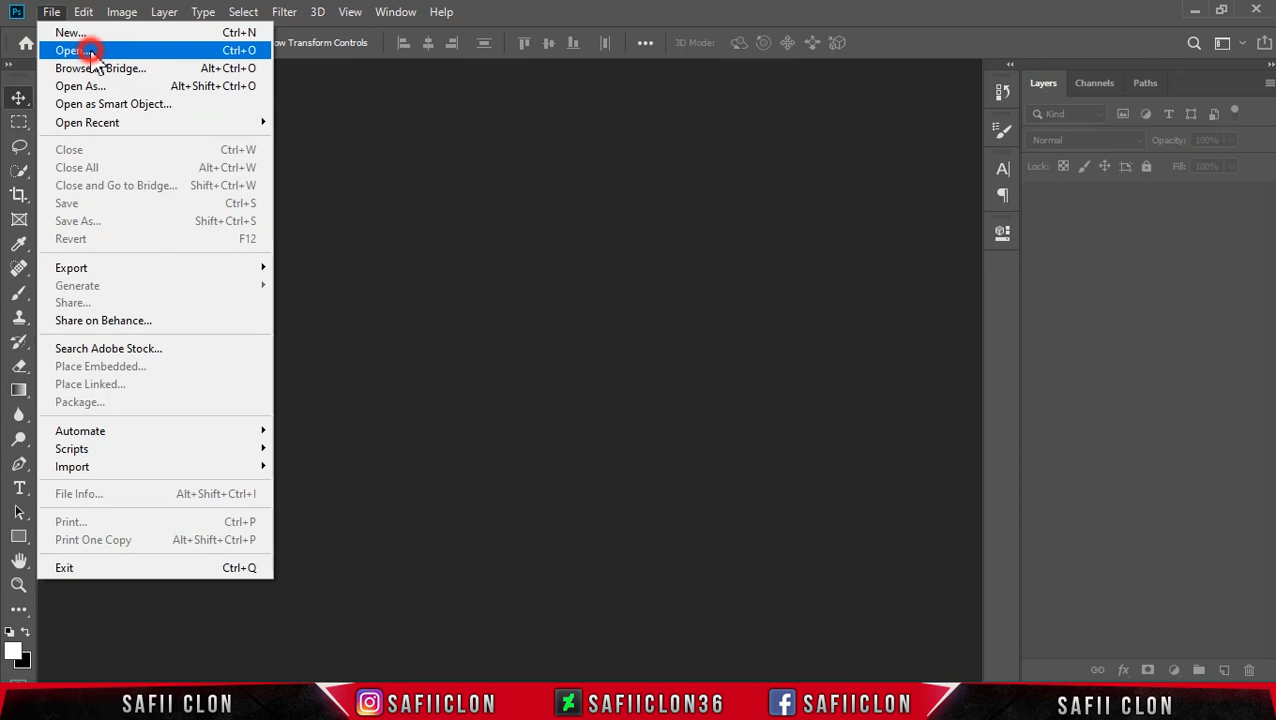 Ps File Edit Image Layer Type Select Filter 3D View Window Help
ow Transform Controls 3D Mode:
New... Ctrl+N
Open... Ctrl+O
Browse Bridge... Alt+Ctrl+O
Open As... Alt+Shift+Ctrl+O
Open as Smart Object...
Open Recent
Close Ctrl+W
Close All Alt+Ctrl+W
Close and Go to Bridge... Shift+Ctrl+W
Save Ctrl+S
Save As... Shift+Ctrl+S
Revert F12
Export
Generate
Share...
Share on Behance...
Search Adobe Stock...
Place Embedded...
Place Linked...
Package...
Automate
Scripts
Import
File Info... Alt+Shift+Ctrl+I
Print... Ctrl+P
Print One Copy Alt+Shift+Ctrl+P
Exit Ctrl+Q
Layers Channels Paths
Kind
Normal Opacity: 100%
Lock: Fill: 100%
SAFII CLON SAFIICLON SAFIICLON36 SAFIICLON SAFII CLON